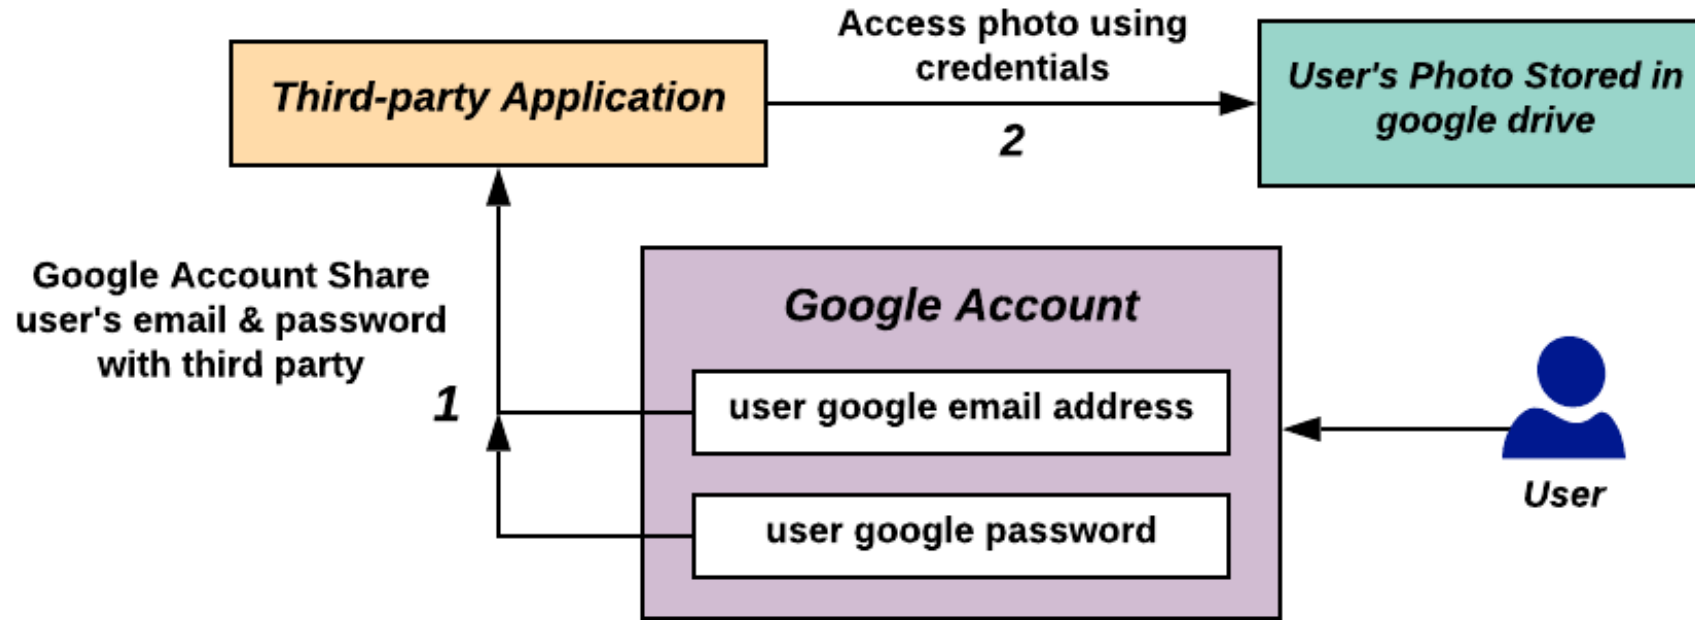 Third-party Application
Access photo using
credentials
2
User's Photo Stored in
google drive
Google Account Share
user's email & password
with third party
1
Google Account
user google email address
user google password
User